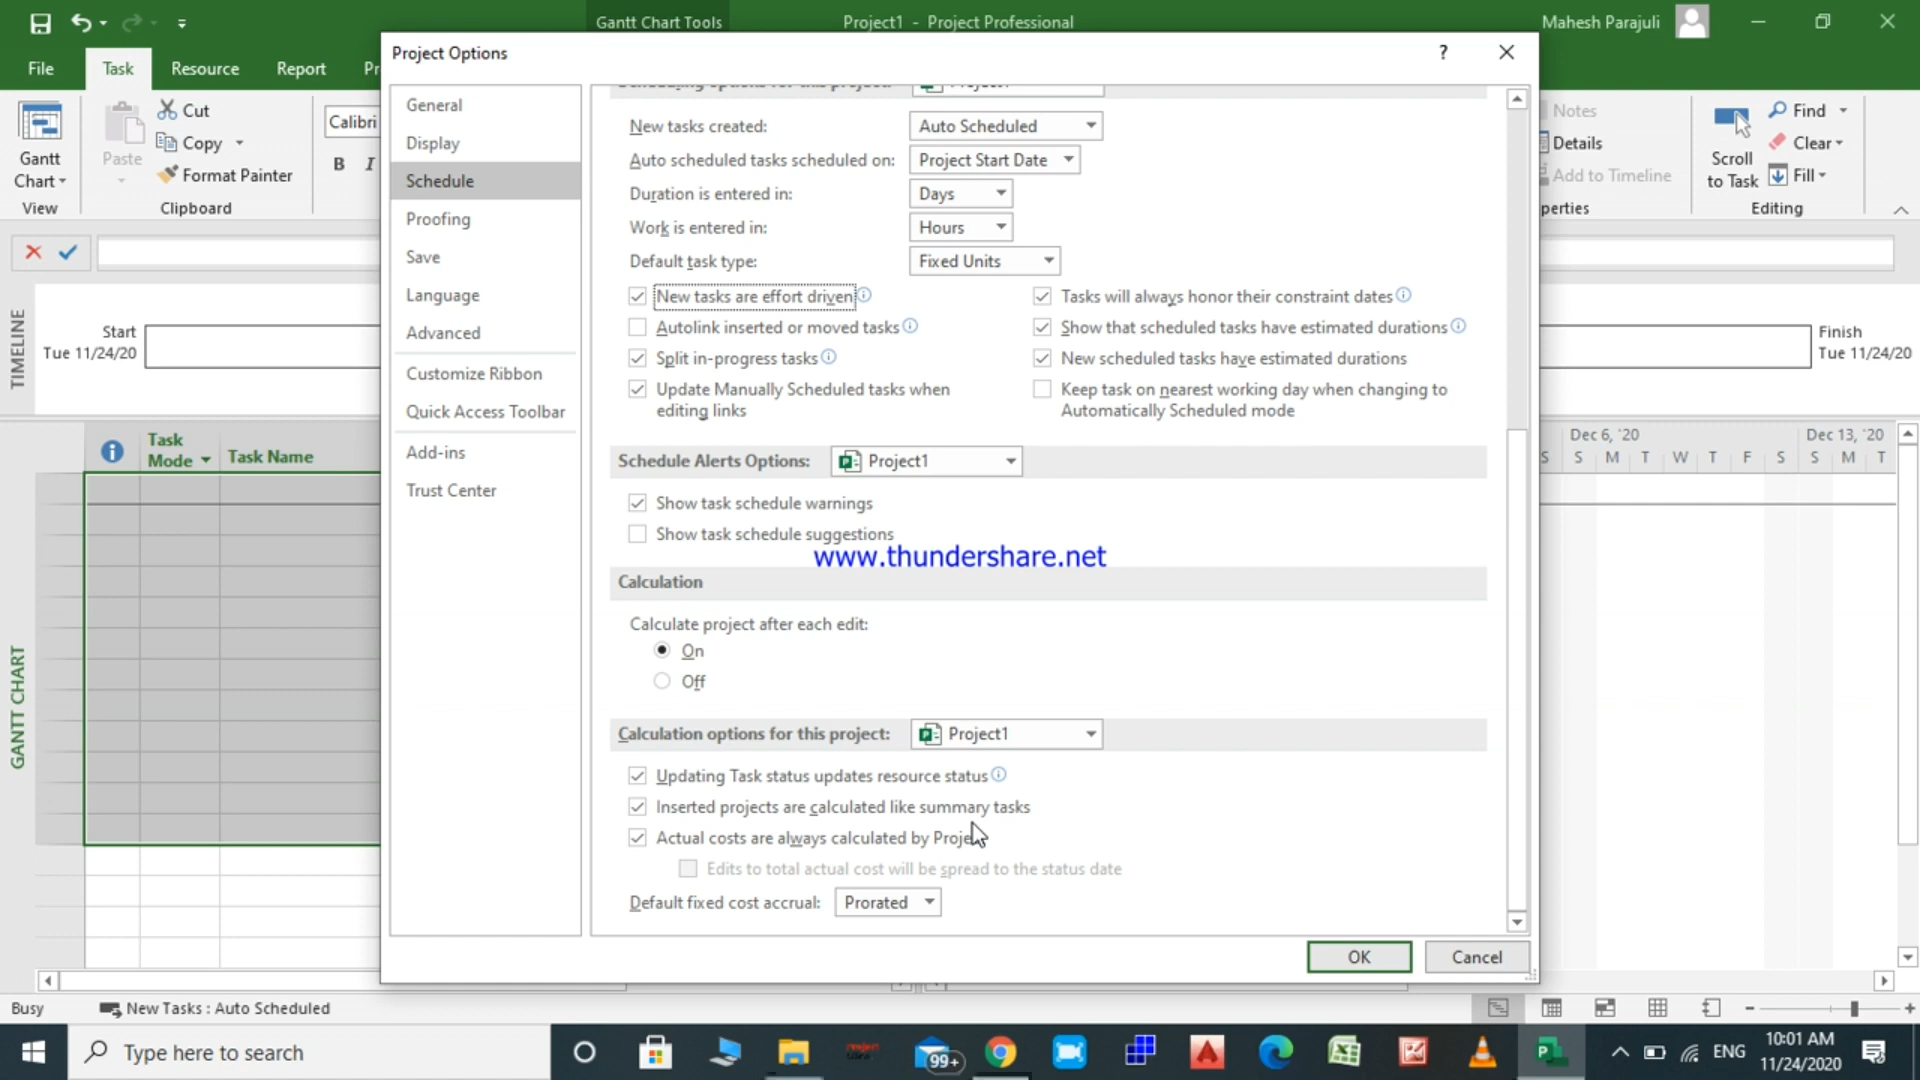 Gantt Chart Tools
Project1 - Project Professional
Mahesh Parajuli
File
Task
Resource
Report
Project Options
?
Gantt
Chart
View
Paste
Cut
Copy
Format Painter
Clipboard
Calibri
B I
Notes
Details
Add to Timeline
perties
Scroll
to Task
Find
Clear
Fill
Editing
General
Display
Schedule
Proofing
Save
Language
Advanced
Customize Ribbon
Quick Access Toolbar
Add-ins
Trust Center
New tasks created: Auto Scheduled
Auto scheduled tasks scheduled on: Project Start Date
Duration is entered in: Days
Work is entered in: Hours
Default task type: Fixed Units
New tasks are effort driven
Autolink inserted or moved tasks
Split in-progress tasks
Update Manually Scheduled tasks when
editing links
Tasks will always honor their constraint dates
Show that scheduled tasks have estimated durations
New scheduled tasks have estimated durations
Keep task on nearest working day when changing to
Automatically Scheduled mode
Schedule Alerts Options: Project1
Show task schedule warnings
Show task schedule suggestions
www.thundershare.net
Calculation
Calculate project after each edit:
On
Off
Calculation options for this project: Project1
Updating Task status updates resource status
Inserted projects are calculated like summary tasks
Actual costs are always calculated by Proje
Edits to total actual cost will be spread to the status date
Default fixed cost accrual: Prorated
OK
Cancel
TIMELINE
Start
Tue 11/24/20
Finish
Tue 11/24/20
GANTT CHART
Task
Mode
Task Name
Dec 6, '20
Dec 13, '20
S S M T W T F S S M T
Busy
New Tasks : Auto Scheduled
Type here to search
99+
ENG
10:01 AM
11/24/2020